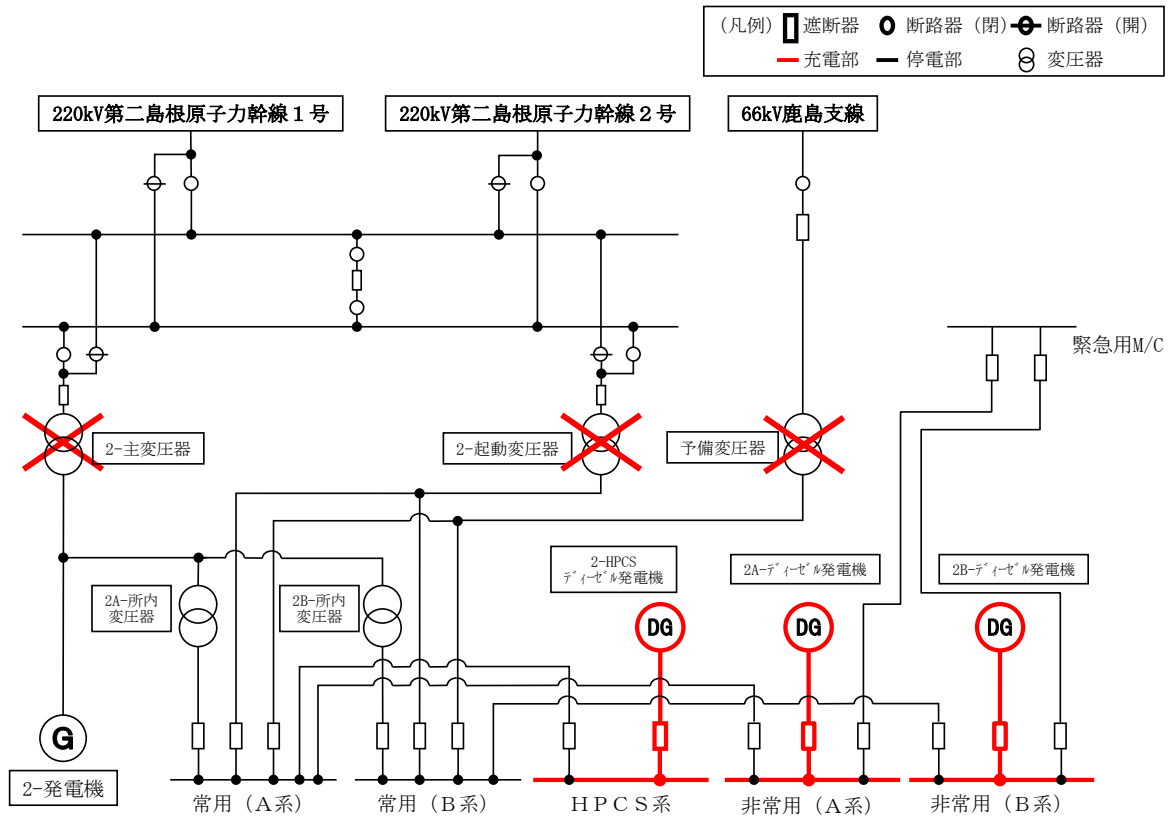 (凡例) 遮断器 断路器(閉) 断路器(開)
充電部 停電部 変圧器
220kV第二島根原子力幹線1号
220kV第二島根原子力幹線2号
66kV鹿島支線
緊急用M/C
2-主変圧器
2-起動変圧器
予備変圧器
2-HPCS
ディーゼル発電機
2A-ディーゼル発電機
2B-ディーゼル発電機
2A-所内
変圧器
2B-所内
変圧器
DG
DG
DG
G
2-発電機
常用(A系)
常用(B系)
HPCS系
非常用(A系)
非常用(B系)